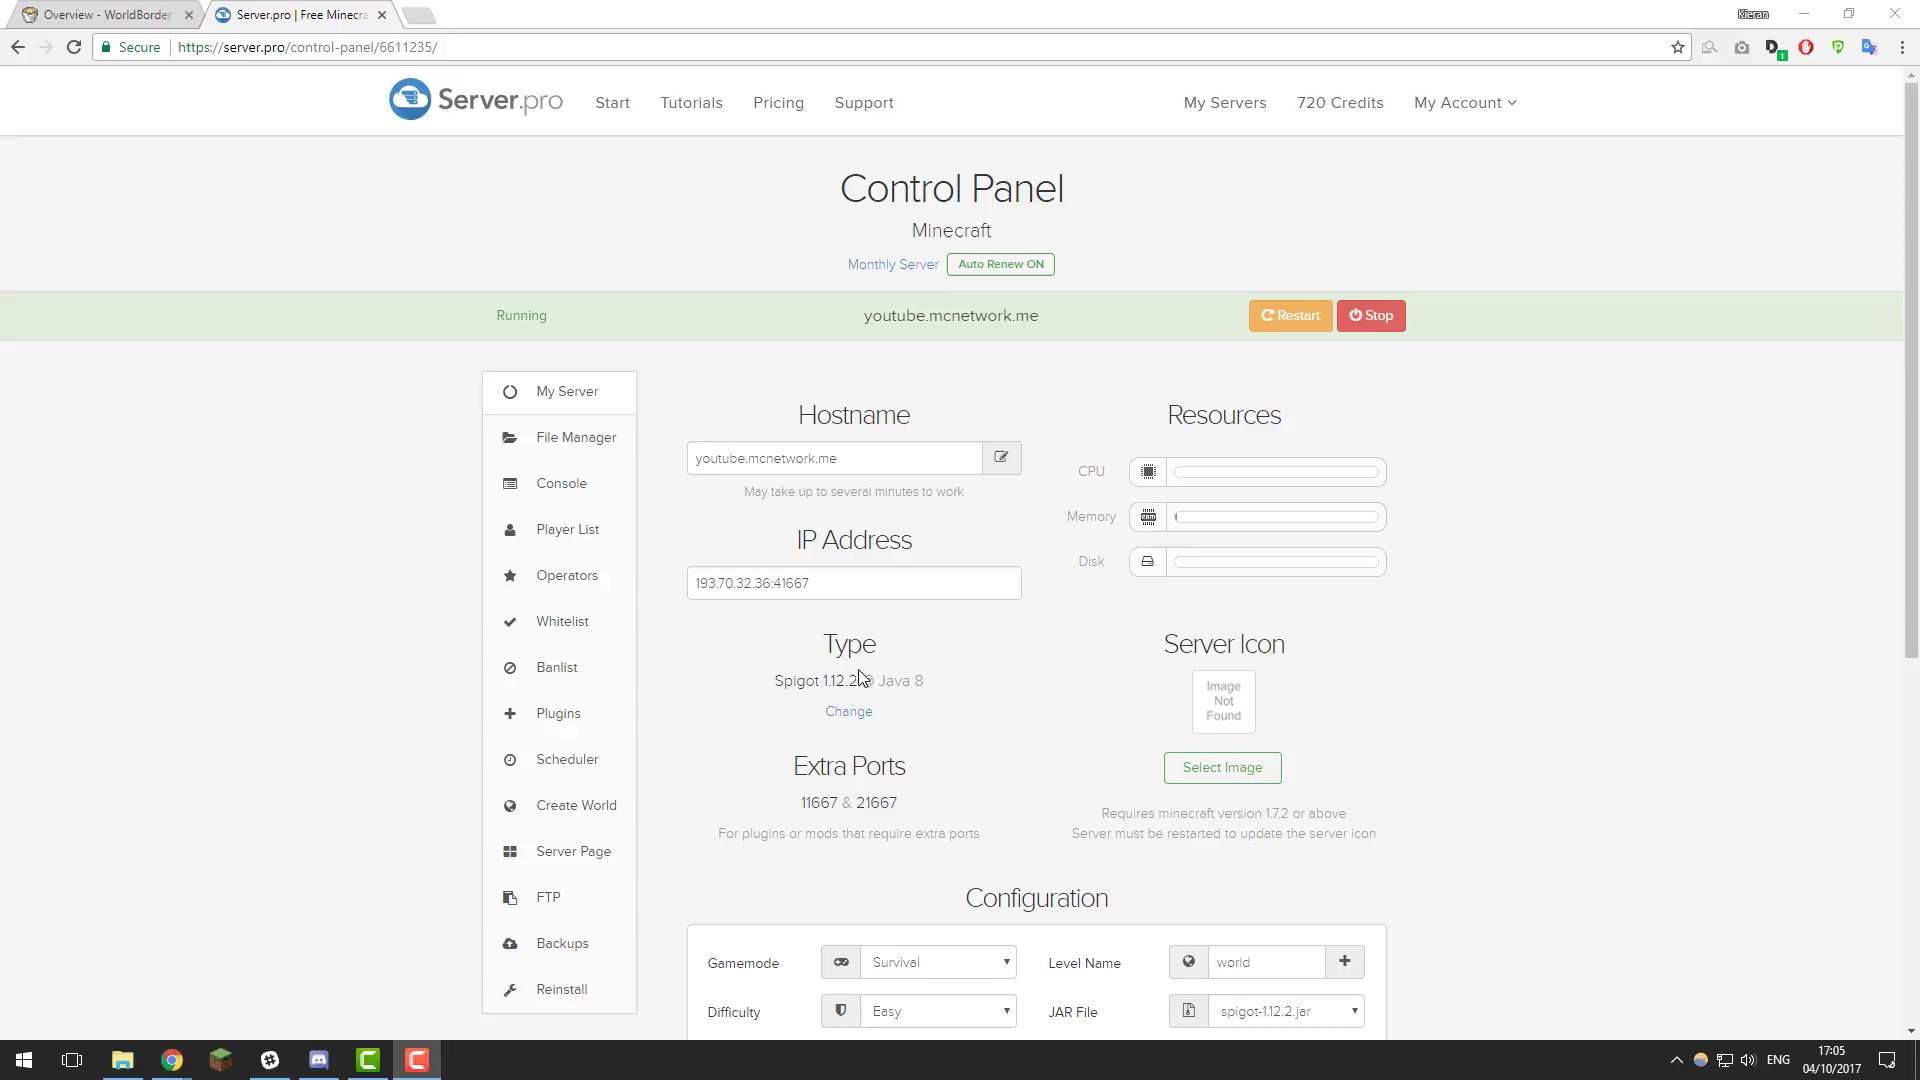 Overview - WorldBorder
Server.pro | Free Minecra
Kieran
Secure
https://server.pro/control-panel/6611235/
Server.pro
Start
Tutorials
Pricing
Support
My Servers
720 Credits
My Account
Control Panel
Minecraft
Monthly Server
Auto Renew ON
Running
youtube.mcnetwork.me
Restart
Stop
My Server
File Manager
Console
Player List
Operators
Whitelist
Banlist
Plugins
Scheduler
Create World
Server Page
FTP
Backups
Reinstall
Hostname
youtube.mcnetwork.me
May take up to several minutes to work
IP Address
193.70.32.36:41667
Type
Spigot 1.12.2 Java 8
Change
Extra Ports
11667 & 21667
For plugins or mods that require extra ports
Resources
CPU
Memory
RAM
Disk
Server Icon
Image
Not
Found
Select Image
Requires minecraft version 1.7.2 or above
Server must be restarted to update the server icon
Configuration
Gamemode
Survival
Level Name
world
Difficulty
Easy
JAR File
spigot-1.12.2.jar
ENG
17:05
04/10/2017